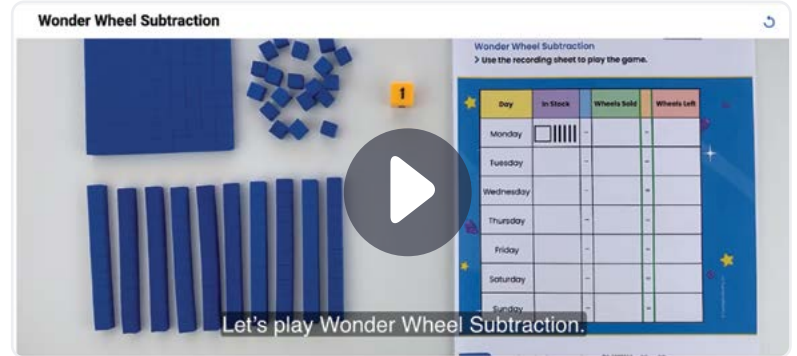 Wonder Wheel Subtraction
Wonder Wheel Subtraction
> Use the recording sheet to play the game.
1
Day In Stock Wheels Sold Wheels Left
Monday - =
Tuesday - =
Wednesday - =
Thursday - =
Friday - =
Saturday - =
Sunday - =
Let's play Wonder Wheel Subtraction.